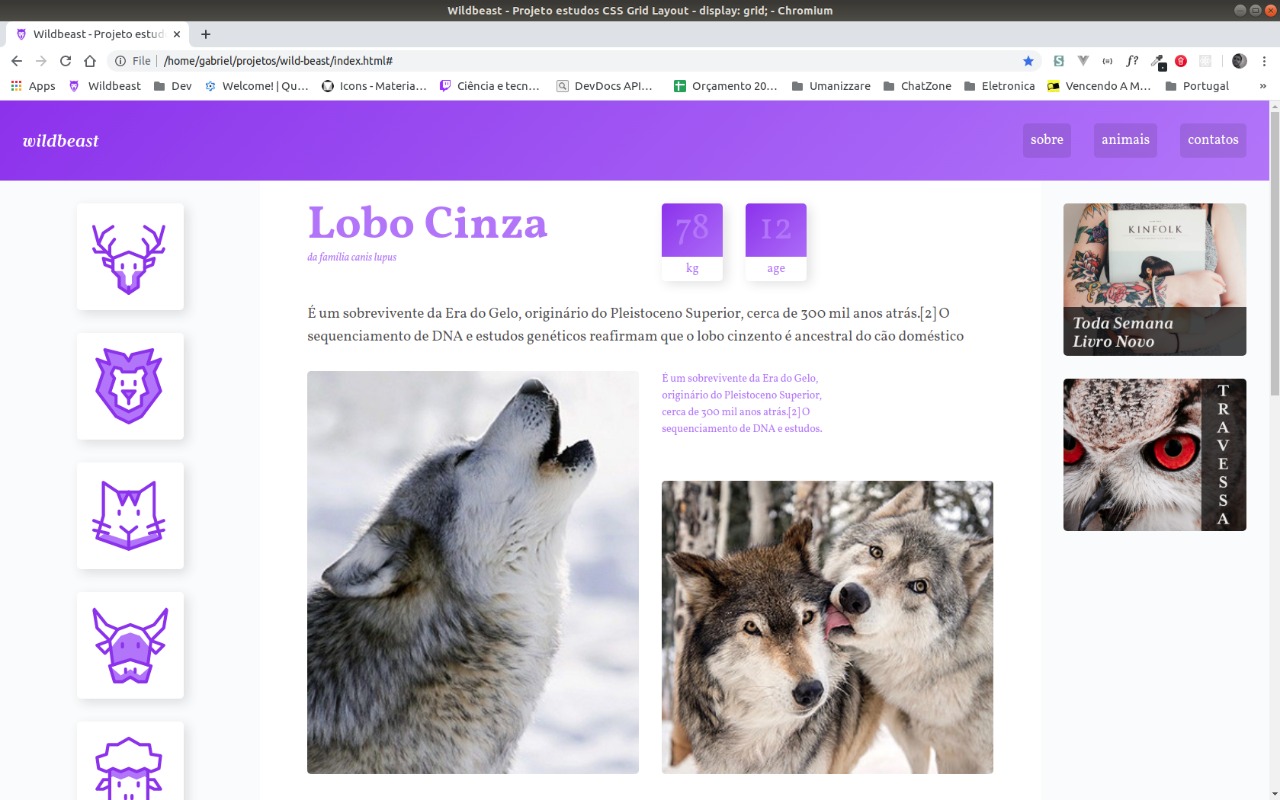 Wildbeast - Projeto estudos CSS Grid Layout - display: grid; - Chromium
Wildbeast - Projeto estud
File
/home/gabriel/projetos/wild-beast/index.html#
Apps
Wildbeast
Dev
Welcome! | Qu…
Icons - Materia…
Ciência e tecn…
DevDocs API…
Orçamento 20…
Umanizzare
ChatZone
Eletronica
Vencendo A M…
Portugal
»
wildbeast
sobre
animais
contatos
Lobo Cinza
da família canis lupus
78
kg
12
age
É um sobrevivente da Era do Gelo, originário do Pleistoceno Superior, cerca de 300 mil anos atrás.[2] O
sequenciamento de DNA e estudos genéticos reafirmam que o lobo cinzento é ancestral do cão doméstico
É um sobrevivente da Era do Gelo,
originário do Pleistoceno Superior,
cerca de 300 mil anos atrás.[2] O
sequenciamento de DNA e estudos.
KINFOLK
Toda Semana
Livro Novo
TRAVESSA